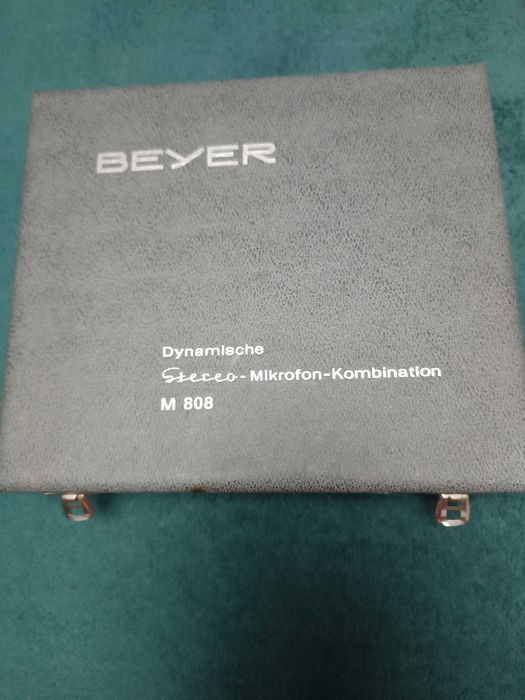 BEYER
Dynamische
Stereo-Mikrofon-Kombination
M 808